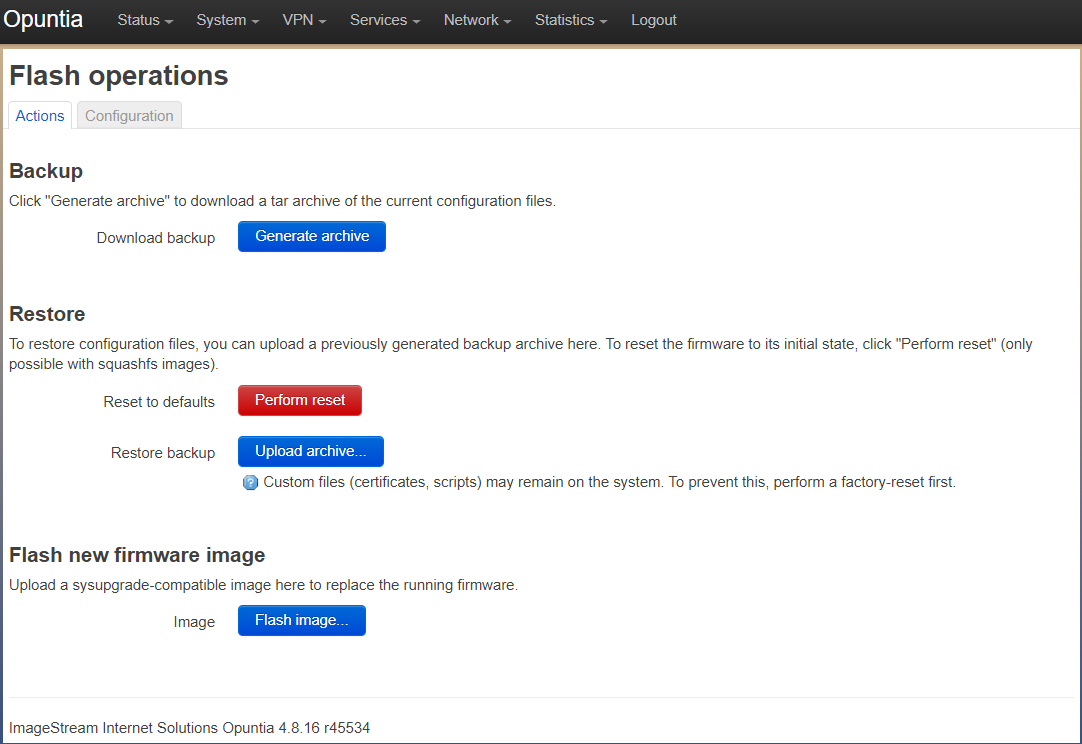 Opuntia Status System VPN Services Network Statistics Logout
Flash operations
Actions Configuration
Backup
Click "Generate archive" to download a tar archive of the current configuration files.
Download backup Generate archive
Restore
To restore configuration files, you can upload a previously generated backup archive here. To reset the firmware to its initial state, click "Perform reset" (only
possible with squashfs images).
Reset to defaults Perform reset
Restore backup Upload archive...
? Custom files (certificates, scripts) may remain on the system. To prevent this, perform a factory-reset first.
Flash new firmware image
Upload a sysupgrade-compatible image here to replace the running firmware.
Image Flash image...
ImageStream Internet Solutions Opuntia 4.8.16 r45534